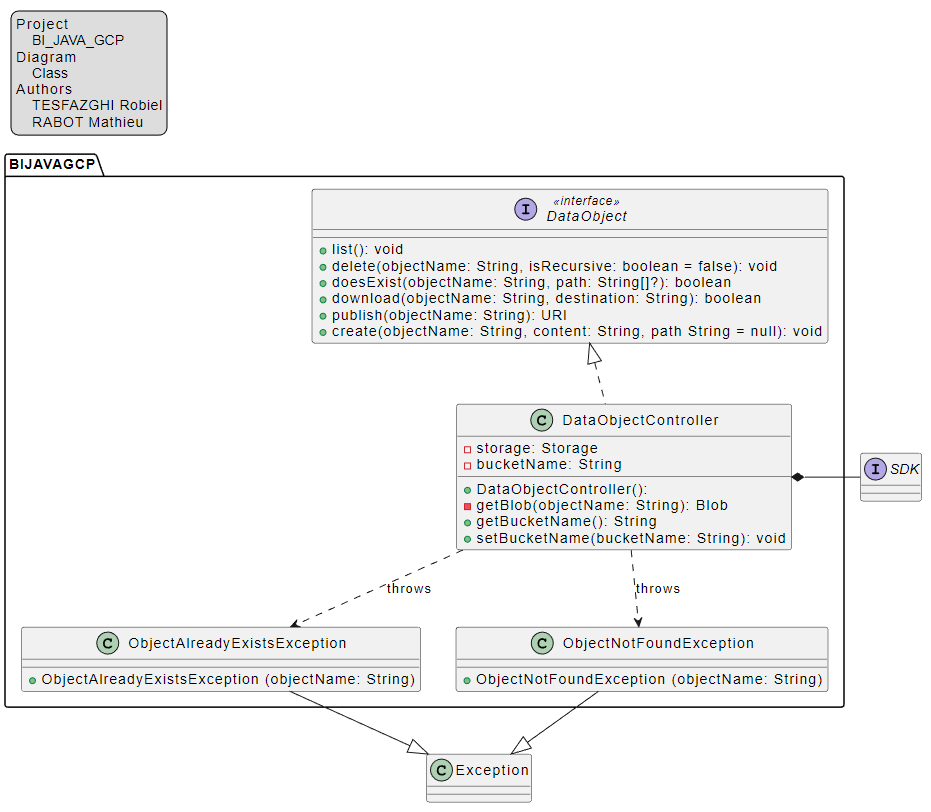 Project
BI_JAVA_GCP
Diagram
Class
Authors
TESFAZGHI Robiel
RABOT Mathieu
BIJAVAGCP
I
«interface»
DataObject
list(): void
delete(objectName: String, isRecursive: boolean = false): void
doesExist(objectName: String, path: String[]?): boolean
download(objectName: String, destination: String): boolean
publish(objectName: String): URI
create(objectName: String, content: String, path String = null): void
C DataObjectController
storage: Storage
bucketName: String
DataObjectController():
getBlob(objectName: String): Blob
getBucketName(): String
setBucketName(bucketName: String): void
I SDK
throws
throws
C ObjectAlreadyExistsException
ObjectAlreadyExistsException (objectName: String)
C ObjectNotFoundException
ObjectNotFoundException (objectName: String)
C Exception